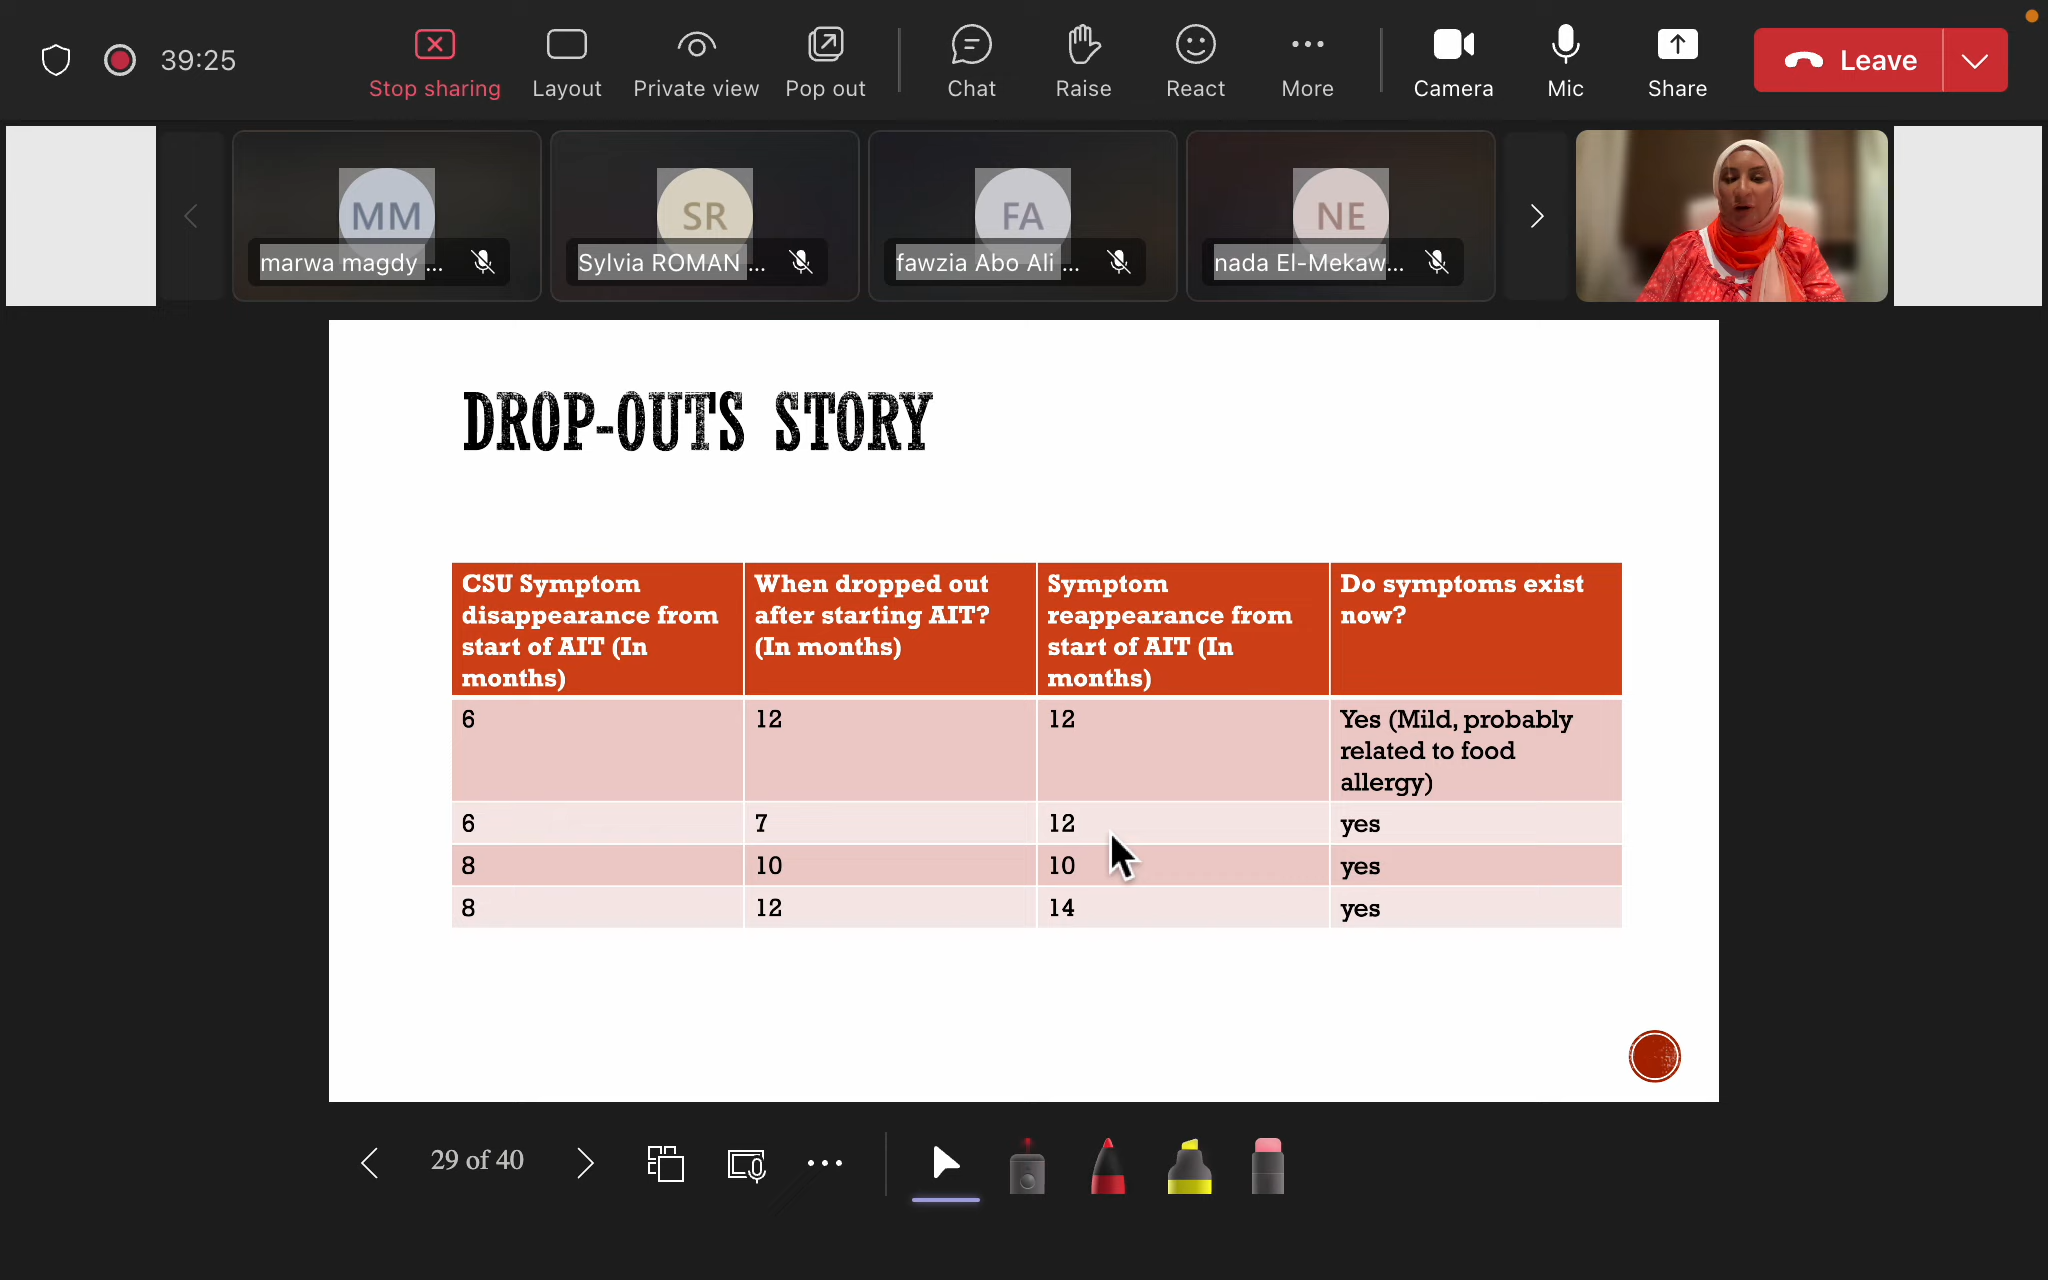 39:25
Stop sharing
Layout
Private view
Pop out
Chat
Raise
React
More
Camera
Mic
Share
Leave
MM
SR
FA
NE
marwa magdy ...
Sylvia ROMAN ...
fawzia Abo Ali ...
nada El-Mekaw...
DROP-OUTS STORY
CSU Symptom
disappearance from
start of AIT (In
months)
When dropped out
after starting AIT?
(In months)
Symptom
reappearance from
start of AIT (In
months)
Do symptoms exist
now?
6
12
12
Yes (Mild, probably
related to food
allergy)
6
7
12
yes
8
10
10
yes
8
12
14
yes
29 of 40